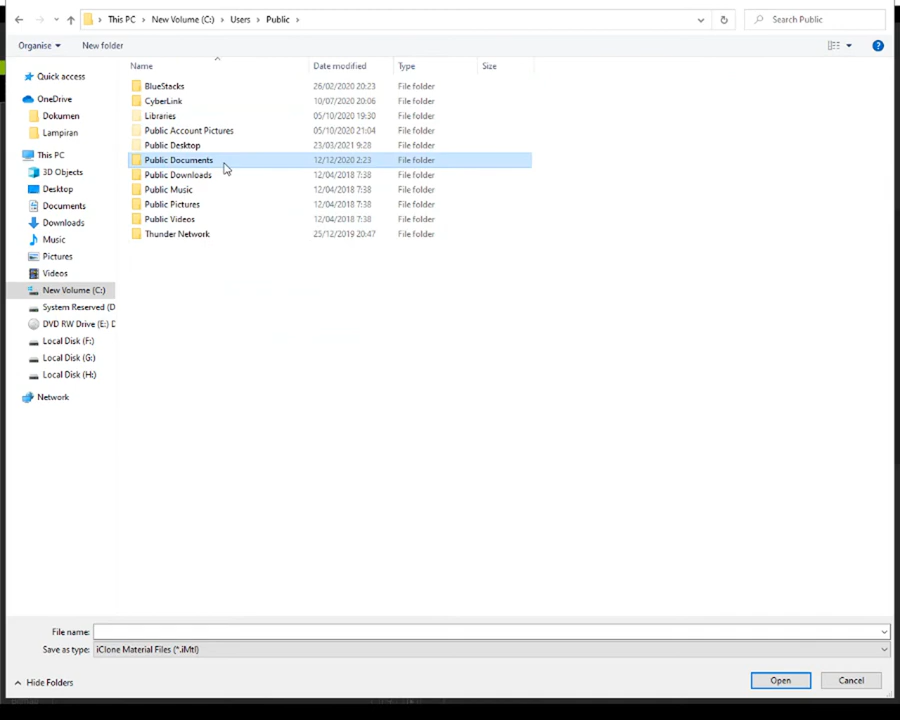 This PC > New Volume (C:) > Users > Public >
Search Public
Organise
New folder
Name
Date modified
Type
Size
Quick access
OneDrive
Dokumen
Lampiran
This PC
3D Objects
Desktop
Documents
Downloads
Music
Pictures
Videos
New Volume (C:)
System Reserved (D
DVD RW Drive (E:) D
Local Disk (F:)
Local Disk (G:)
Local Disk (H:)
Network
BlueStacks 26/02/2020 20:23 File folder
CyberLink 10/07/2020 20:06 File folder
Libraries 05/10/2020 19:30 File folder
Public Account Pictures 05/10/2020 21:04 File folder
Public Desktop 23/03/2021 9:28 File folder
Public Documents 12/12/2020 2:23 File folder
Public Downloads 12/04/2018 7:38 File folder
Public Music 12/04/2018 7:38 File folder
Public Pictures 12/04/2018 7:38 File folder
Public Videos 12/04/2018 7:38 File folder
Thunder Network 25/12/2019 20:47 File folder
File name:
Save as type: iClone Material Files (*.iMtl)
Hide Folders
Open
Cancel